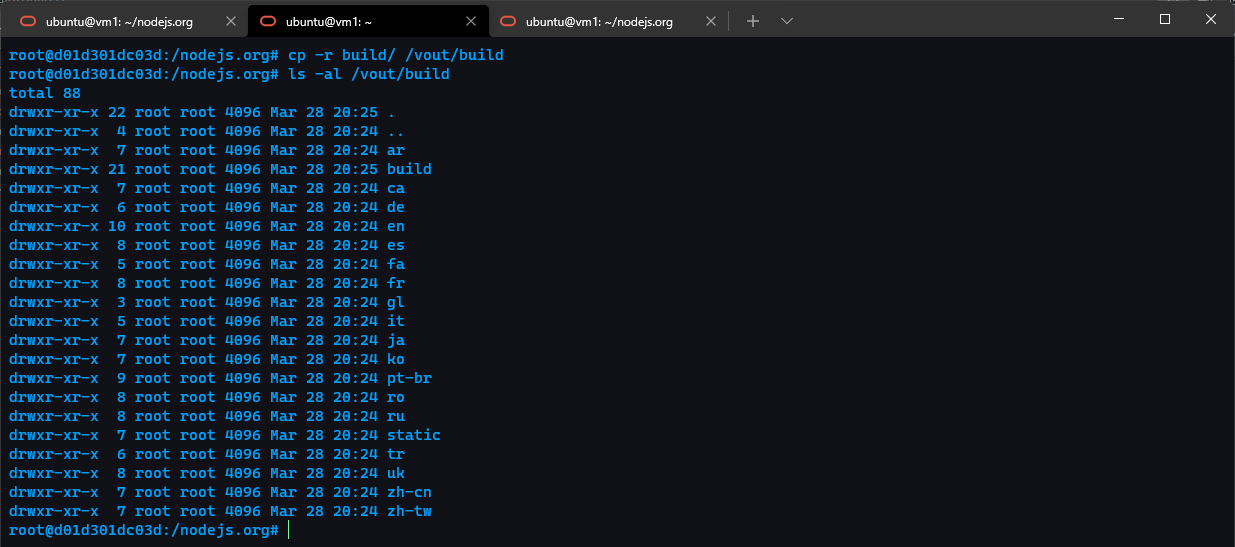 ubuntu@vm1: ~/nodejs.org
ubuntu@vm1: ~
ubuntu@vm1: ~/nodejs.org
root@d01d301dc03d:/nodejs.org# cp -r build/ /vout/build
root@d01d301dc03d:/nodejs.org# ls -al /vout/build
total 88
drwxr-xr-x 22 root root 4096 Mar 28 20:25 .
drwxr-xr-x  4 root root 4096 Mar 28 20:24 ..
drwxr-xr-x  7 root root 4096 Mar 28 20:24 ar
drwxr-xr-x 21 root root 4096 Mar 28 20:25 build
drwxr-xr-x  7 root root 4096 Mar 28 20:24 ca
drwxr-xr-x  6 root root 4096 Mar 28 20:24 de
drwxr-xr-x 10 root root 4096 Mar 28 20:24 en
drwxr-xr-x  8 root root 4096 Mar 28 20:24 es
drwxr-xr-x  5 root root 4096 Mar 28 20:24 fa
drwxr-xr-x  8 root root 4096 Mar 28 20:24 fr
drwxr-xr-x  3 root root 4096 Mar 28 20:24 gl
drwxr-xr-x  5 root root 4096 Mar 28 20:24 it
drwxr-xr-x  7 root root 4096 Mar 28 20:24 ja
drwxr-xr-x  7 root root 4096 Mar 28 20:24 ko
drwxr-xr-x  9 root root 4096 Mar 28 20:24 pt-br
drwxr-xr-x  8 root root 4096 Mar 28 20:24 ro
drwxr-xr-x  8 root root 4096 Mar 28 20:24 ru
drwxr-xr-x  7 root root 4096 Mar 28 20:24 static
drwxr-xr-x  6 root root 4096 Mar 28 20:24 tr
drwxr-xr-x  8 root root 4096 Mar 28 20:24 uk
drwxr-xr-x  7 root root 4096 Mar 28 20:24 zh-cn
drwxr-xr-x  7 root root 4096 Mar 28 20:24 zh-tw
root@d01d301dc03d:/nodejs.org#